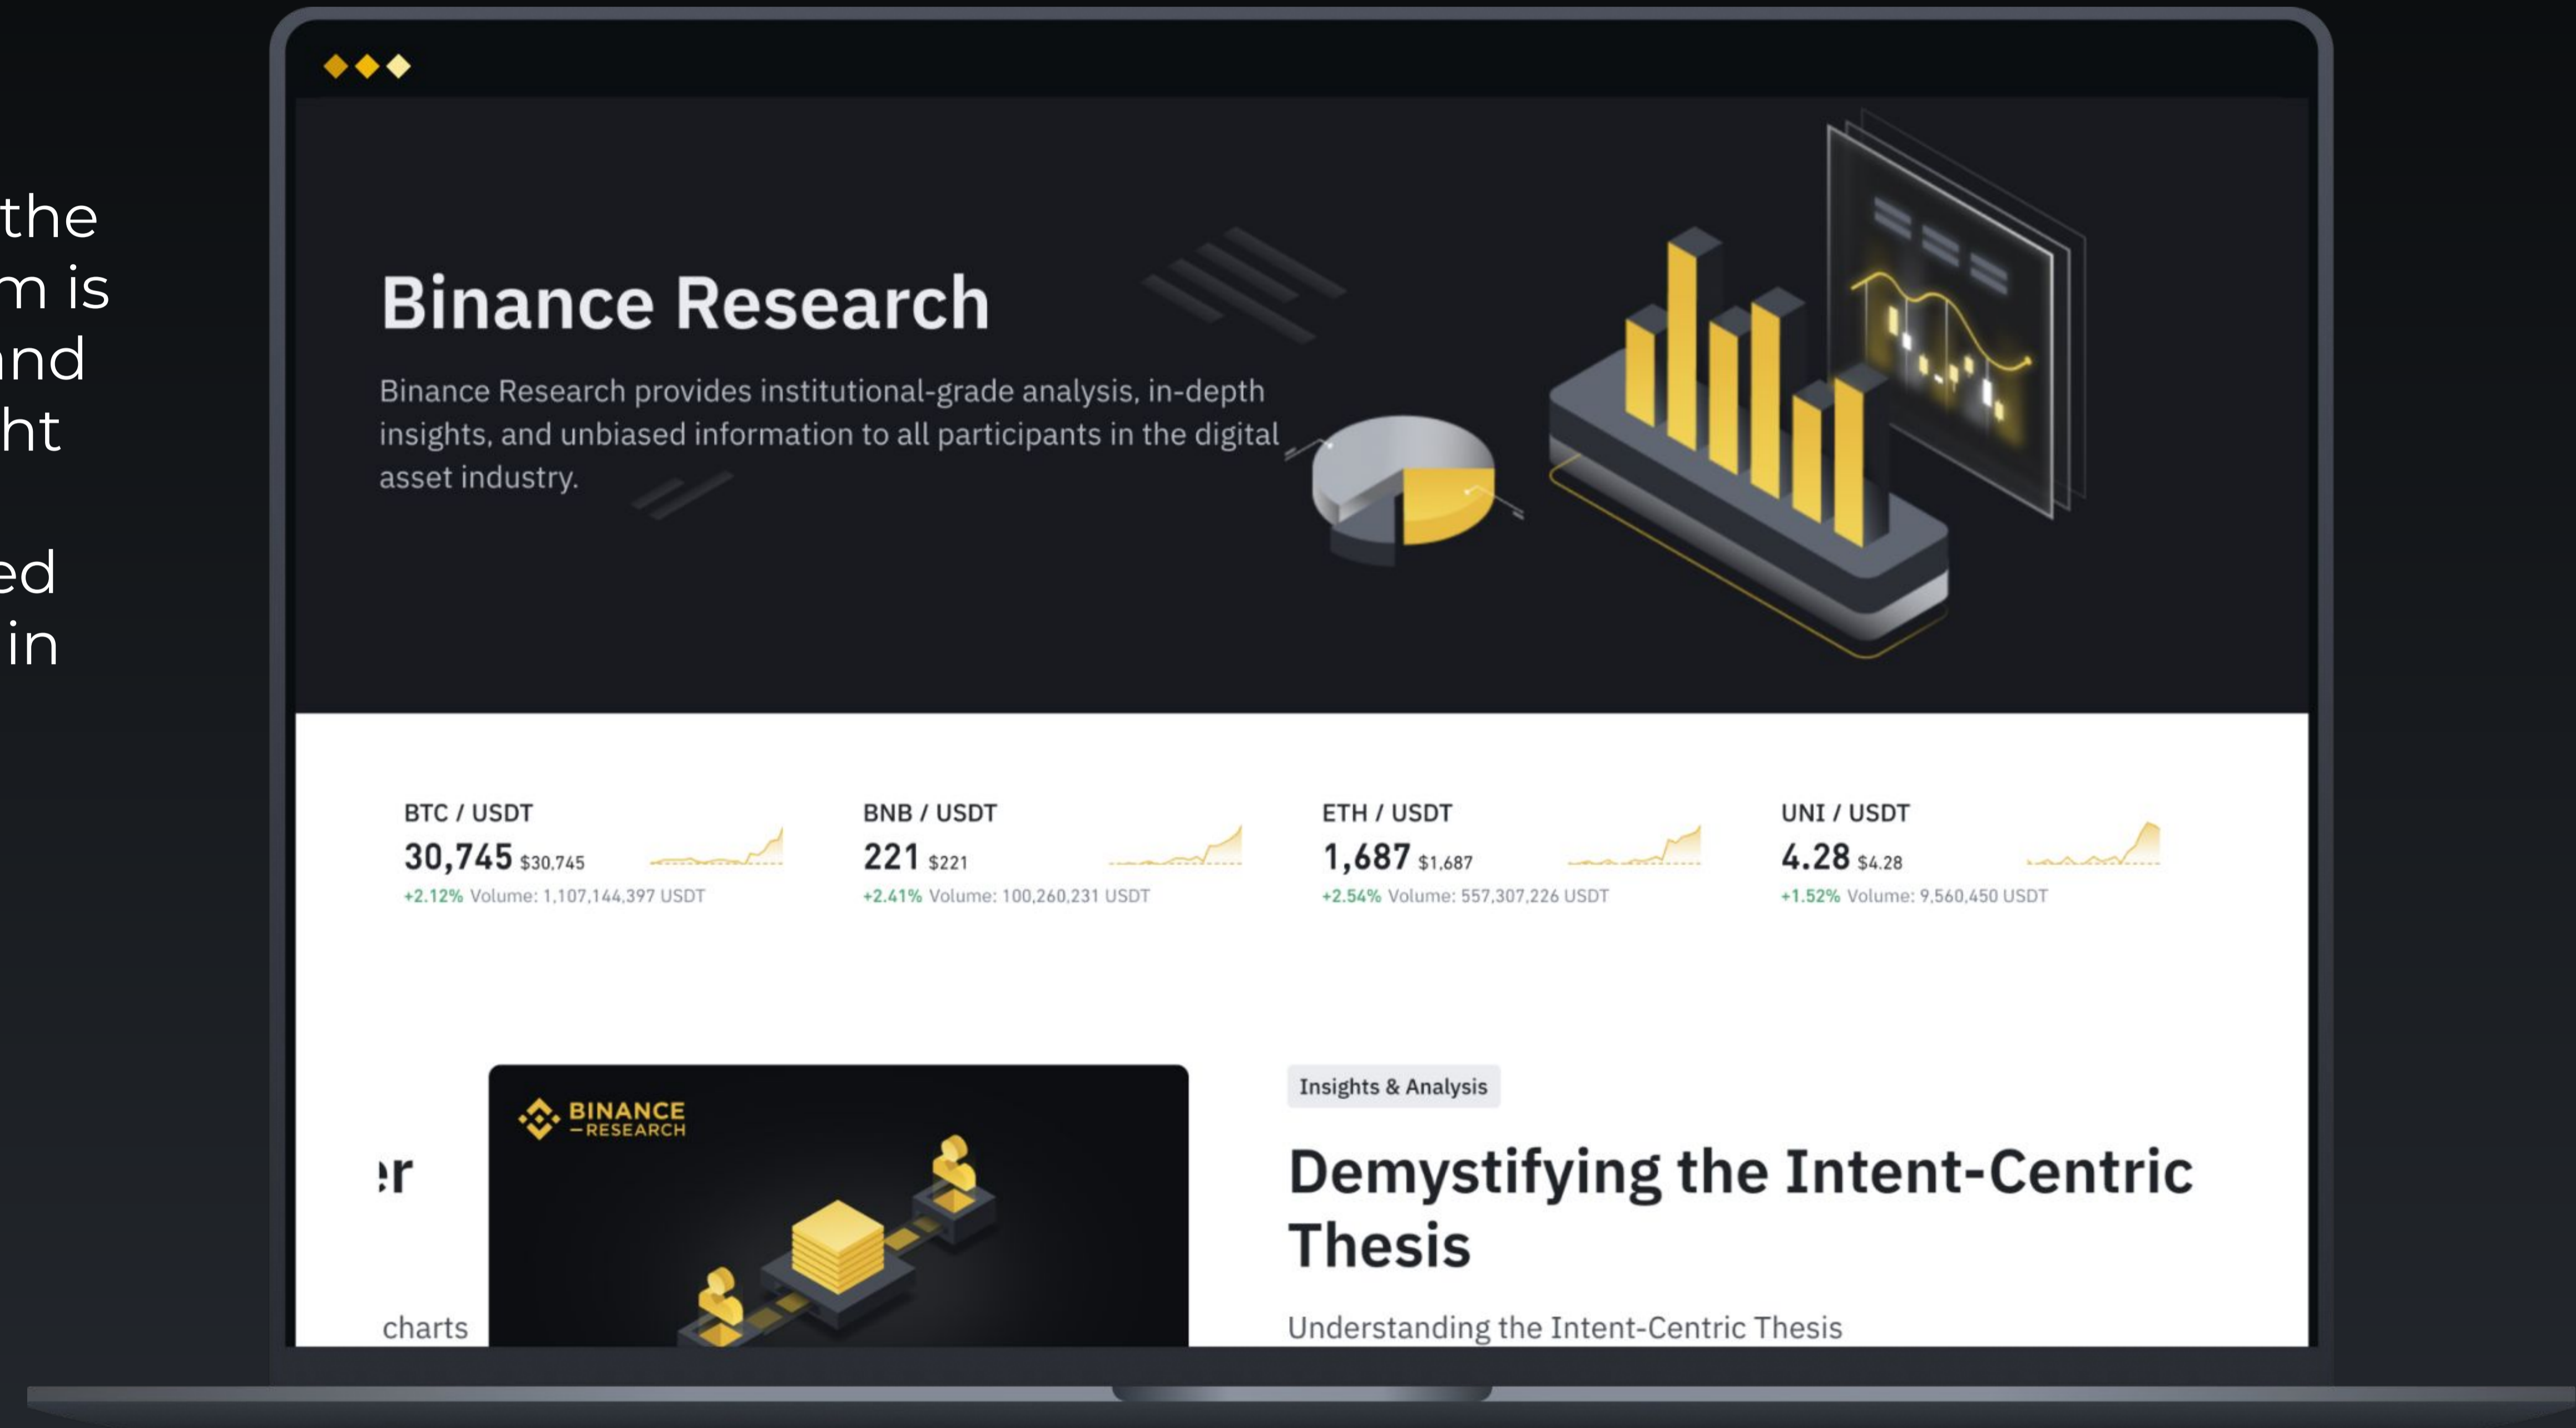 the
is
Binance Research
Binance Research provides institutional-grade analysis, in-depth
insights, and unbiased information to all participants in the digital
asset industry.
in
BTC / USDT
30,745 $30,745
+2.12% Volume: 1,107,144,397 USDT
BNB / USDT
221 $221
+2.41% Volume: 100,260,231 USDT
ETH / USDT
1,687 $1,687
+2.54% Volume: 557,307,226 USDT
UNI / USDT
4.28 $4.28
+1.52% Volume: 9,560,450 USDT
charts
BINANCE
RESEARCH
Insights & Analysis
Demystifying the Intent-Centric
Thesis
Understanding the Intent-Centric Thesis